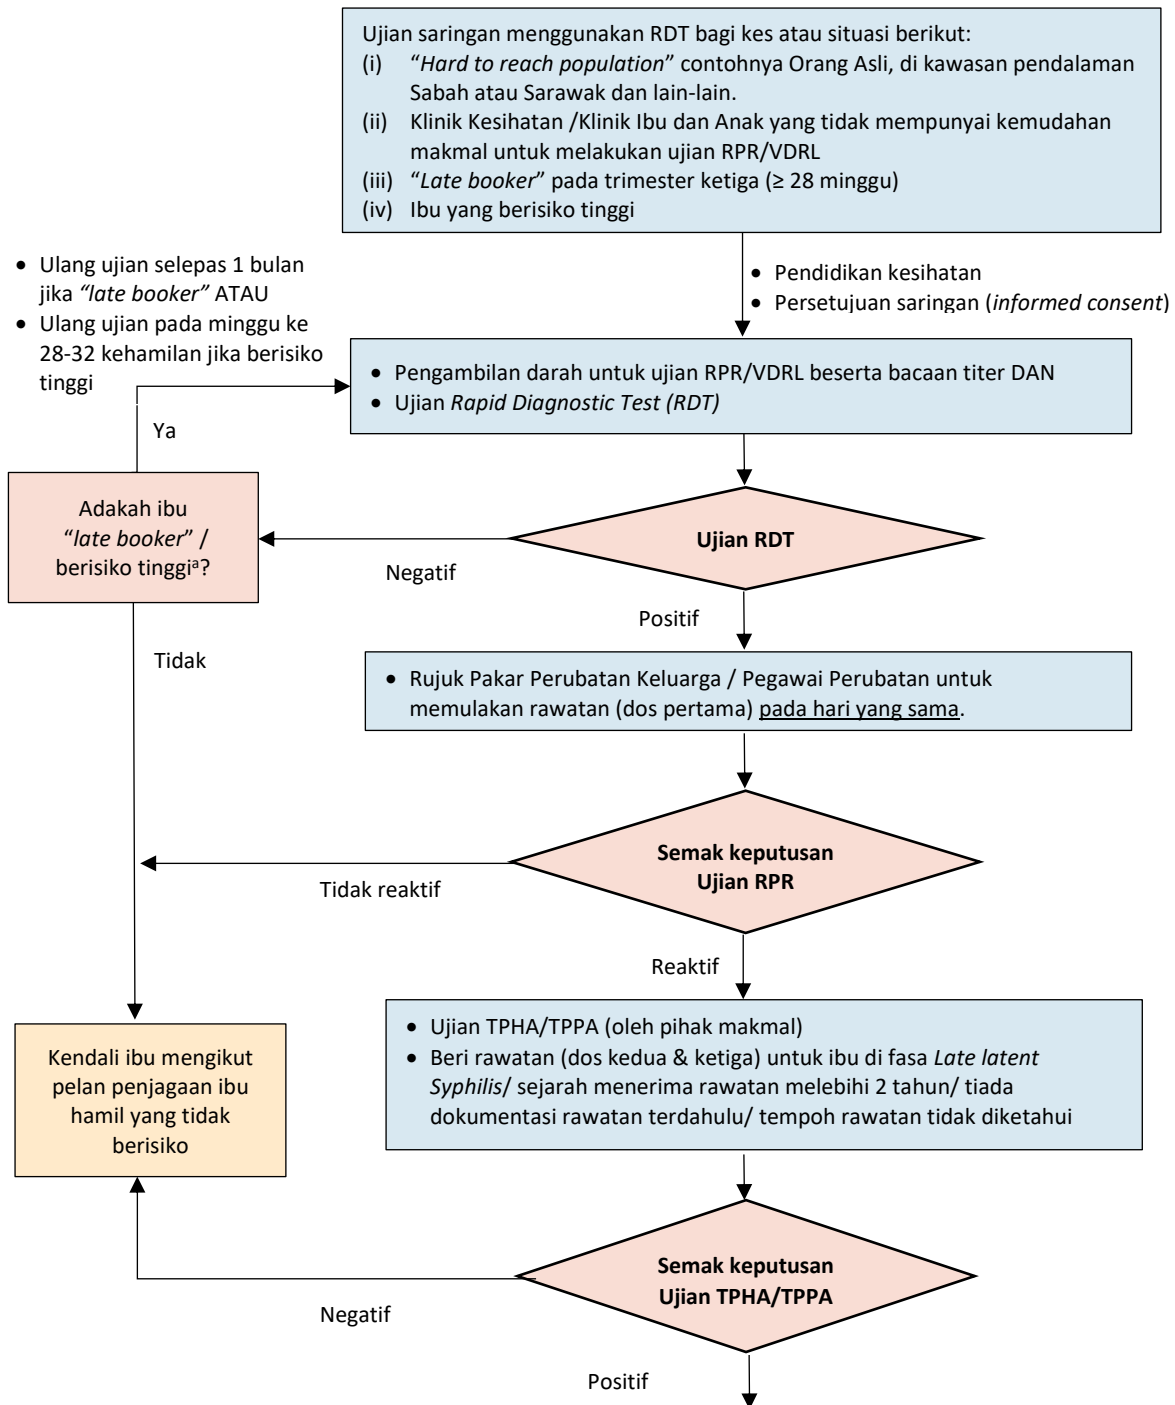 Ujian saringan menggunakan RDT bagi kes atau situasi berikut:
(i) “Hard to reach population” contohnya Orang Asli, di kawasan pendalaman
Sabah atau Sarawak dan lain-lain.
(ii) Klinik Kesihatan /Klinik Ibu dan Anak yang tidak mempunyai kemudahan
makmal untuk melakukan ujian RPR/VDRL
(iii) “Late booker” pada trimester ketiga (≥ 28 minggu)
(iv) Ibu yang berisiko tinggi
• Pendidikan kesihatan
• Persetujuan saringan (informed consent)
• Ulang ujian selepas 1 bulan
jika “late booker” ATAU
• Ulang ujian pada minggu ke
28-32 kehamilan jika berisiko
tinggi
• Pengambilan darah untuk ujian RPR/VDRL beserta bacaan titer DAN
• Ujian Rapid Diagnostic Test (RDT)
Ya
Adakah ibu
“late booker” /
berisiko tinggiᵃ?
Ujian RDT
Negatif
Positif
Tidak
• Rujuk Pakar Perubatan Keluarga / Pegawai Perubatan untuk
memulakan rawatan (dos pertama) pada hari yang sama.
Semak keputusan
Ujian RPR
Tidak reaktif
Reaktif
• Ujian TPHA/TPPA (oleh pihak makmal)
• Beri rawatan (dos kedua & ketiga) untuk ibu di fasa Late latent
Syphilis/ sejarah menerima rawatan melebihi 2 tahun/ tiada
dokumentasi rawatan terdahulu/ tempoh rawatan tidak diketahui
Kendali ibu mengikut
pelan penjagaan ibu
hamil yang tidak
berisiko
Semak keputusan
Ujian TPHA/TPPA
Negatif
Positif